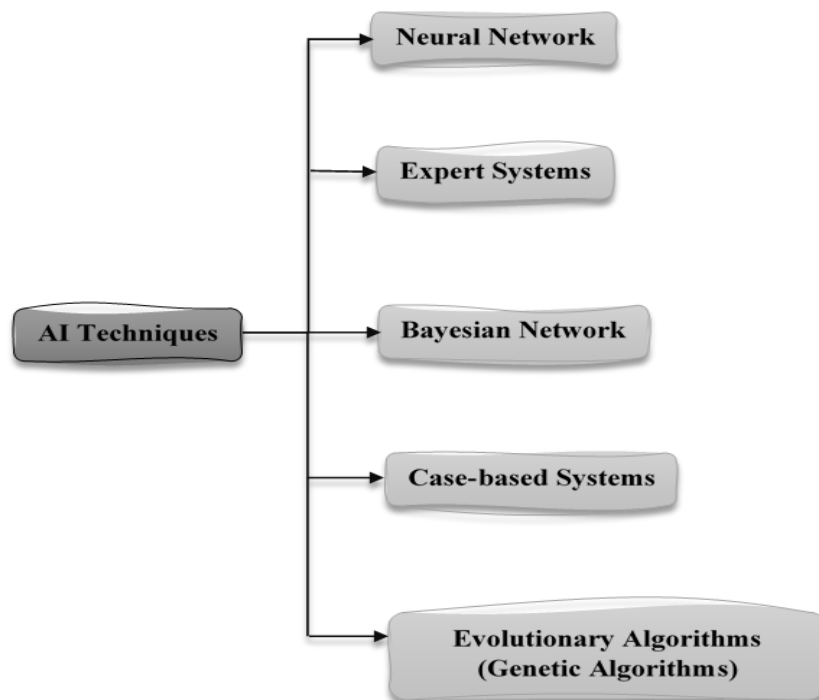 Neural Network
Expert Systems
AI Techniques
Bayesian Network
Case-based Systems
Evolutionary Algorithms
(Genetic Algorithms)